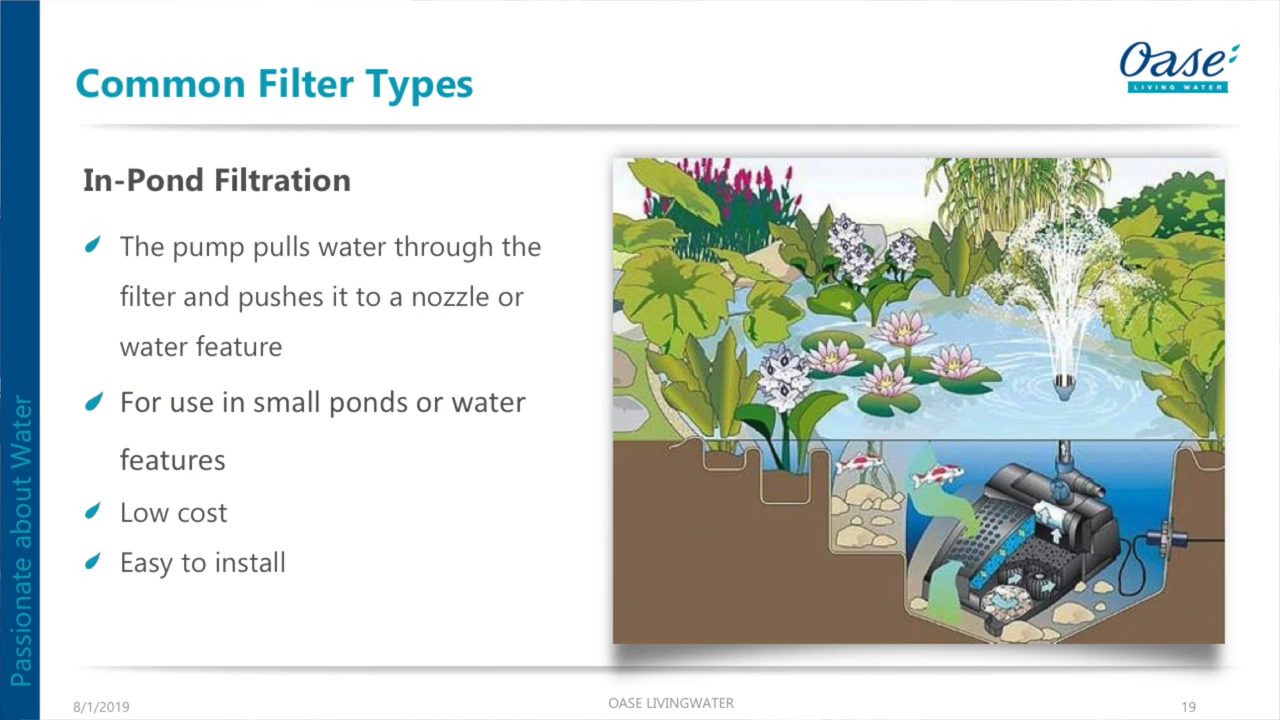 Common Filter Types
Oase
LIVING WATER
In-Pond Filtration
The pump pulls water through the
filter and pushes it to a nozzle or
water feature
For use in small ponds or water
features
Low cost
Easy to install
Passionate about Water
8/1/2019
OASE LIVINGWATER
19